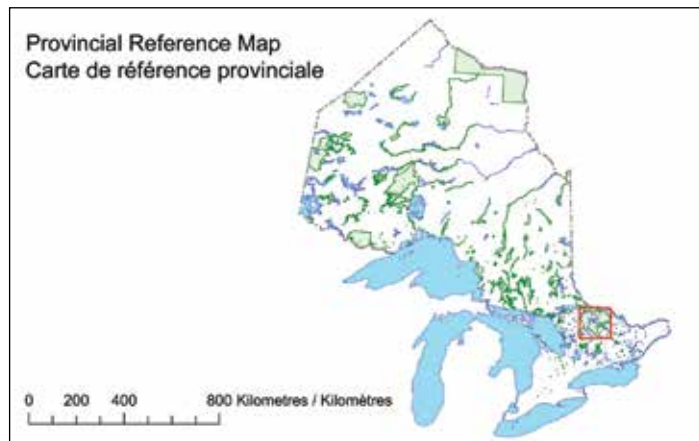 Provincial Reference Map
Carte de référence provinciale
0 200 400 800 Kilometres / Kilomètres